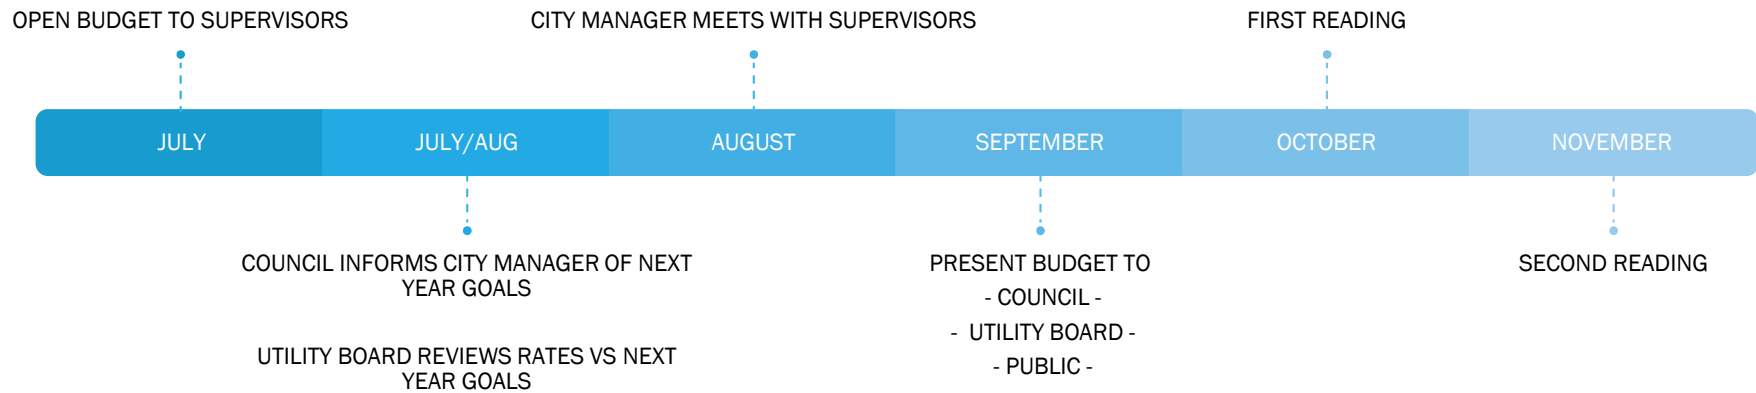 OPEN BUDGET TO SUPERVISORS
CITY MANAGER MEETS WITH SUPERVISORS
FIRST READING
JULY
JULY/AUG
AUGUST
SEPTEMBER
OCTOBER
NOVEMBER
COUNCIL INFORMS CITY MANAGER OF NEXT
YEAR GOALS
UTILITY BOARD REVIEWS RATES VS NEXT
YEAR GOALS
PRESENT BUDGET TO
- COUNCIL -
- UTILITY BOARD -
- PUBLIC -
SECOND READING